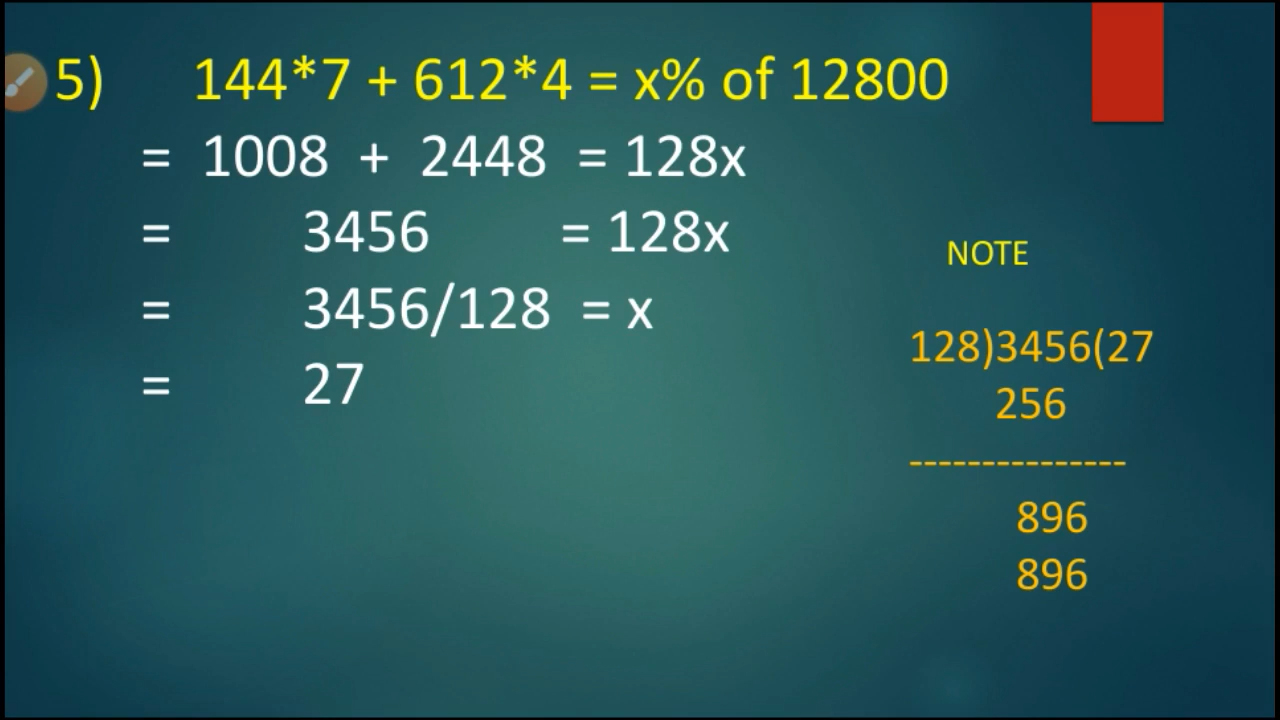 5) 144*7 + 612*4 = x% of 12800
= 1008 + 2448 = 128x
= 3456 = 128x
= 3456/128 = x
= 27
NOTE
128)3456(27
256
---------------
896
896